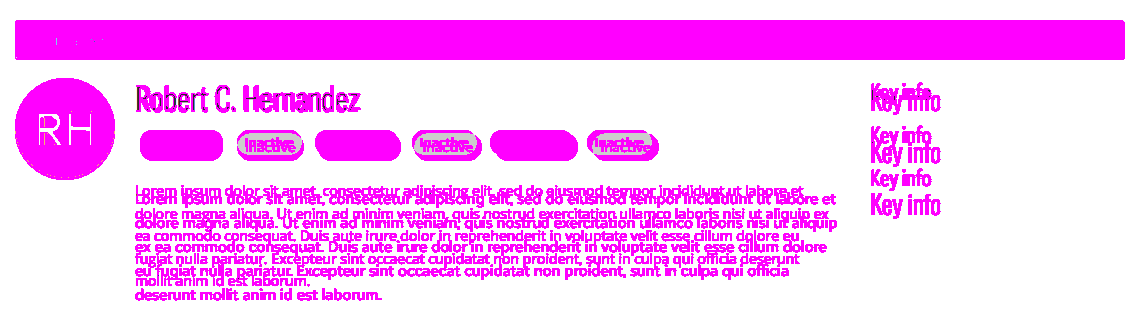 RH
Robert C. Hernandez
Inactive Inactive Inactive
Lorem ipsum dolor sit amet, consectetur adipiscing elit, sed do eiusmod tempor incididunt ut labore et
Lorem ipsum dolor sit amet, consectetur adipiscing elit, sed do eiusmod tempor incididunt ut labore et
dolore magna aliqua. Ut enim ad minim veniam, quis nostrud exercitation ullamco laboris nisi ut aliquip ex
dolore magna aliqua. Ut enim ad minim veniam, quis nostrud exercitation ullamco laboris nisi ut aliquip
ea commodo consequat. Duis aute irure dolor in reprehenderit in voluptate velit esse cillum dolore eu
ex ea commodo consequat. Duis aute irure dolor in reprehenderit in voluptate velit esse cillum dolore
fugiat nulla pariatur. Excepteur sint occaecat cupidatat non proident, sunt in culpa qui officia deserunt
eu fugiat nulla pariatur. Excepteur sint occaecat cupidatat non proident, sunt in culpa qui officia
mollit anim id est laborum.
deserunt mollit anim id est laborum.
Key info
Key info
Key info
Key info
Key info
Key info